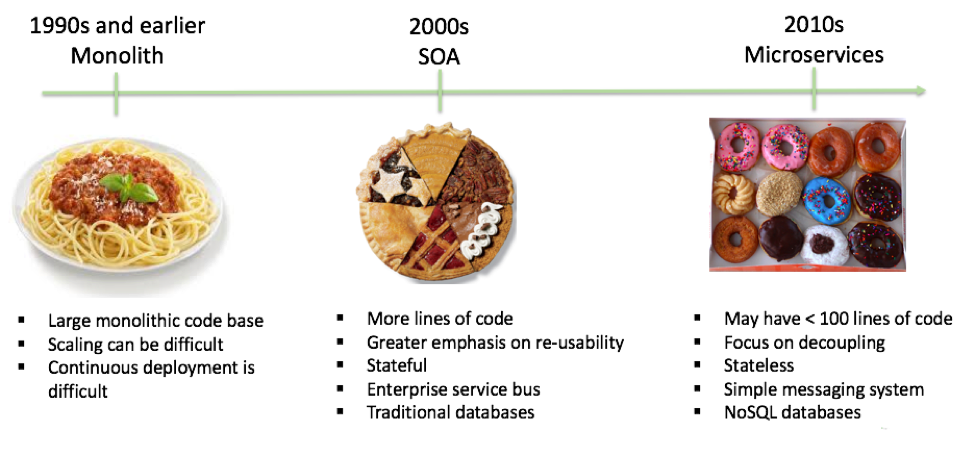 1990s and earlier
Monolith
2000s
SOA
2010s
Microservices
▪ Large monolithic code base
▪ Scaling can be difficult
▪ Continuous deployment is
difficult
▪ More lines of code
▪ Greater emphasis on re-usability
▪ Stateful
▪ Enterprise service bus
▪ Traditional databases
▪ May have < 100 lines of code
▪ Focus on decoupling
▪ Stateless
▪ Simple messaging system
▪ NoSQL databases